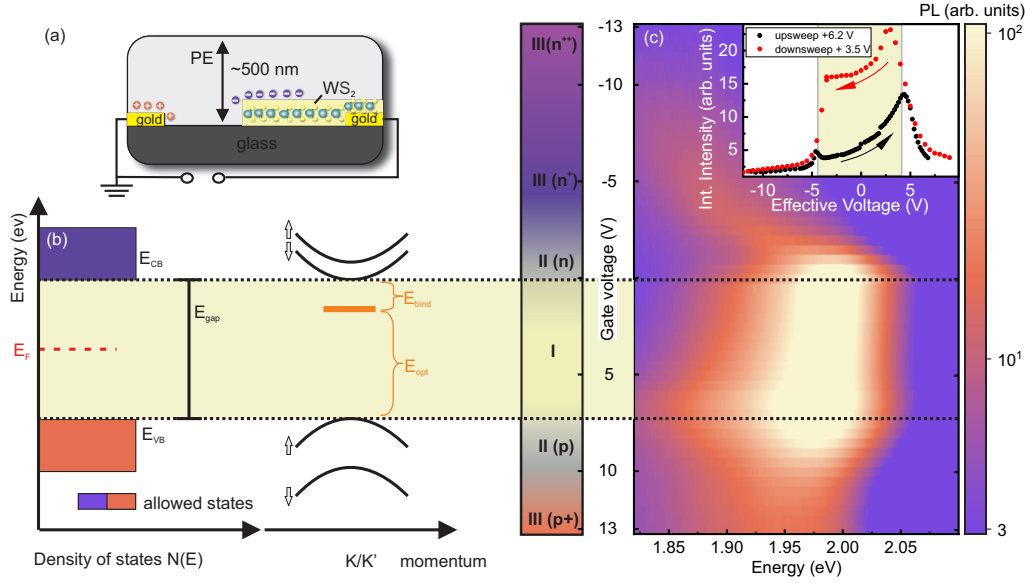 (a)
PE
~500 nm
WS2
gold
gold
glass
(b)
Energy (ev)
ECB
Egap
EF
EVB
allowed states
Density of states N(E)
Ebind
Eopt
K/K'
momentum
III(n++)
III (n+)
II (n)
I
II (p)
III (p+)
-13
-10
-5
0
5
10
13
Gate voltage (V)
(c)
upsweep +6.2 V
downsweep + 3.5 V
Int. Intensity (arb. units)
25
20
15
12.5
5
-10
-5
0
5
Effective Voltage (V)
1.85
1.90
1.95
2.00
2.05
Energy (eV)
PL (arb. units)
10^2
10^1
3